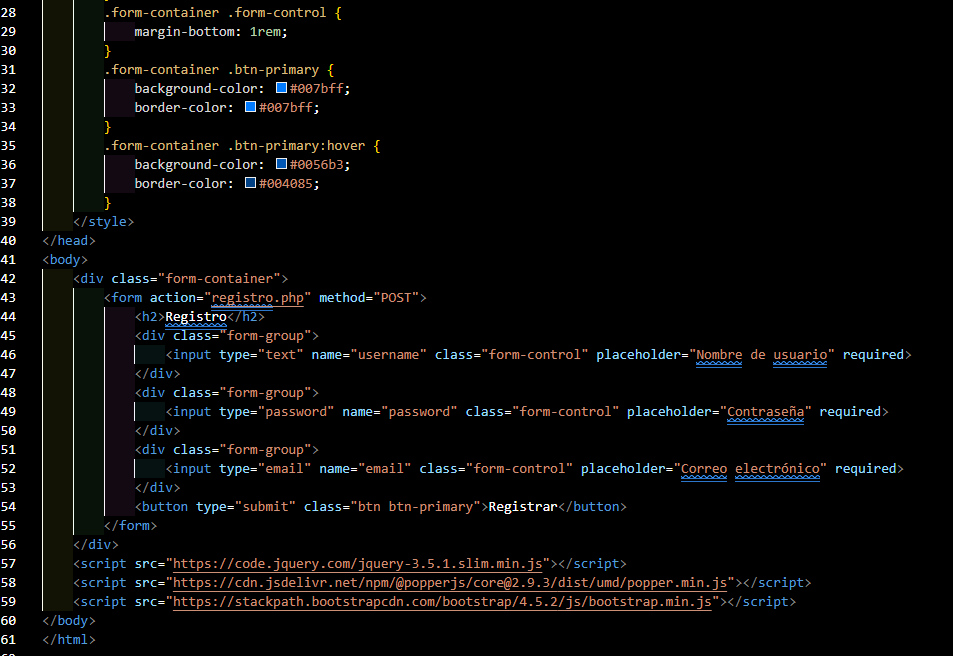 28 .form-container .form-control {
29 margin-bottom: 1rem;
30 }
31 .form-container .btn-primary {
32 background-color: #007bff;
33 border-color: #007bff;
34 }
35 .form-container .btn-primary:hover {
36 background-color: #0056b3;
37 border-color: #004085;
38 }
39 </style>
40 </head>
41 <body>
42 <div class="form-container">
43 <form action="registro.php" method="POST">
44 <h2>Registro</h2>
45 <div class="form-group">
46 <input type="text" name="username" class="form-control" placeholder="Nombre de usuario" required>
47 </div>
48 <div class="form-group">
49 <input type="password" name="password" class="form-control" placeholder="Contraseña" required>
50 </div>
51 <div class="form-group">
52 <input type="email" name="email" class="form-control" placeholder="Correo electrónico" required>
53 </div>
54 <button type="submit" class="btn btn-primary">Registrar</button>
55 </form>
56 </div>
57 <script src="https://code.jquery.com/jquery-3.5.1.slim.min.js"></script>
58 <script src="https://cdn.jsdelivr.net/npm/@popperjs/core@2.9.3/dist/umd/popper.min.js"></script>
59 <script src="https://stackpath.bootstrapcdn.com/bootstrap/4.5.2/js/bootstrap.min.js"></script>
60 </body>
61 </html>